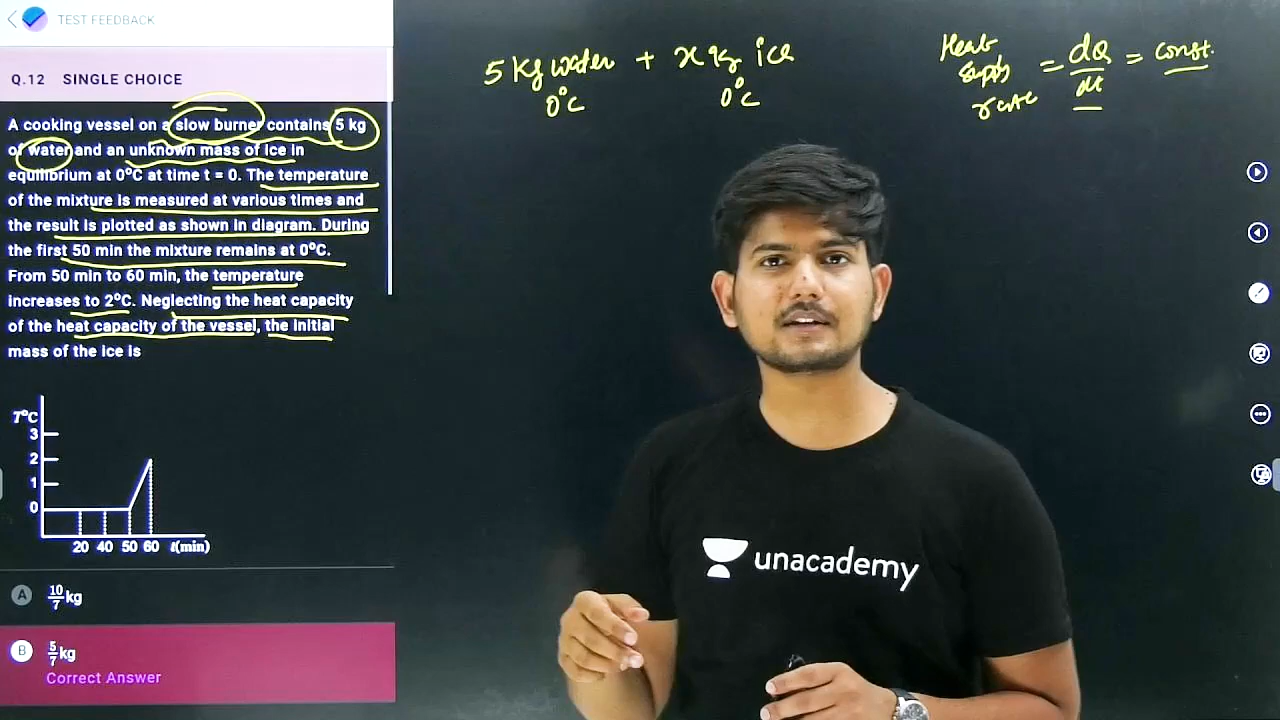 TEST FEEDBACK
Q.12 SINGLE CHOICE
A cooking vessel on a slow burner contains 5 kg
of water and an unknown mass of ice in
equilibrium at 0°C at time t = 0. The temperature
of the mixture is measured at various times and
the result is plotted as shown in diagram. During
the first 50 min the mixture remains at 0°C.
From 50 min to 60 min, the temperature
increases to 2°C. Neglecting the heat capacity
of the heat capacity of the vessel, the initial
mass of the ice is
T°C
3
2
1
0
20 40 50 60 t(min)
A 10/7 kg
B 5/7 kg
Correct Answer
5 kg water + x kg ice
0°C 0°C
Heat
supply
rate
= dQ/dt = const.
unacademy